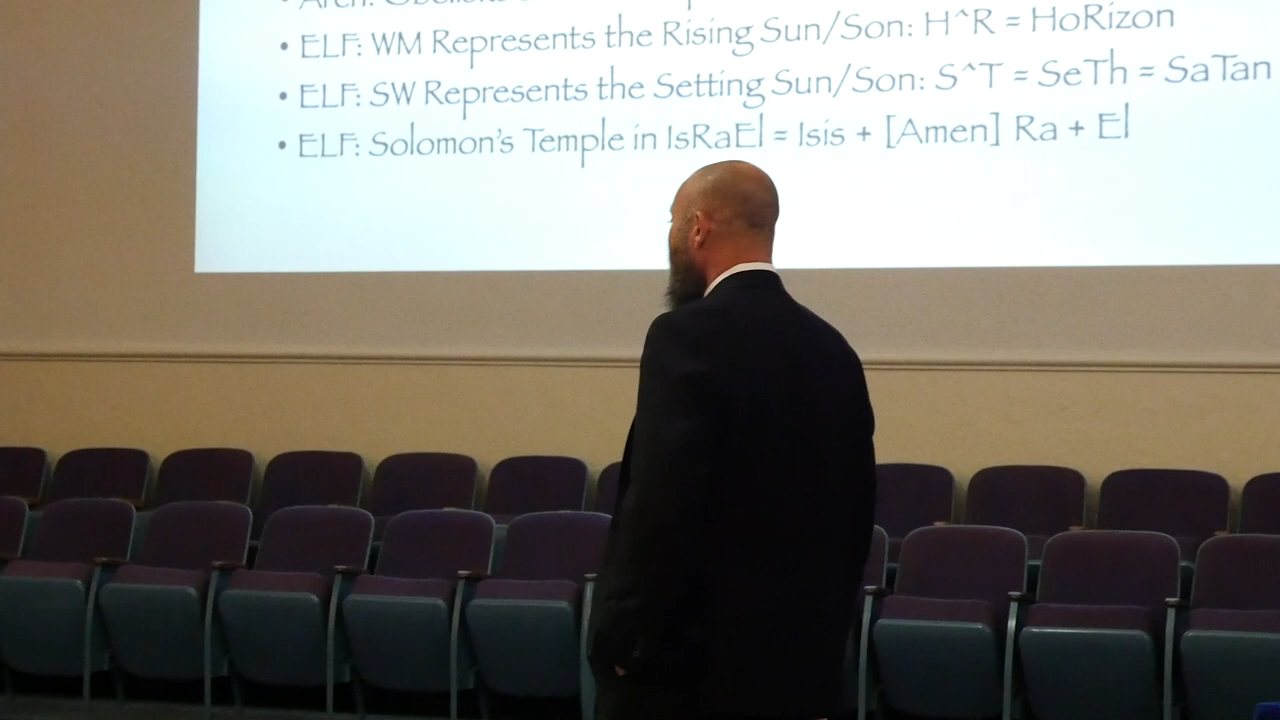 • ELF: WM Represents the Rising Sun/Son: H^R = HoRizon
• ELF: SW Represents the Setting Sun/Son: S^T = SeTh = SaTan
• ELF: Solomon's Temple in IsRaEl = Isis + [Amen] Ra + El